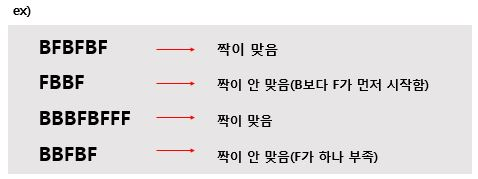 ex)
BFBFBF 짝이 맞음
FBBF 짝이 안 맞음(B보다 F가 먼저 시작함)
BBBFBFFF 짝이 맞음
BBFBF 짝이 안 맞음(F가 하나 부족)